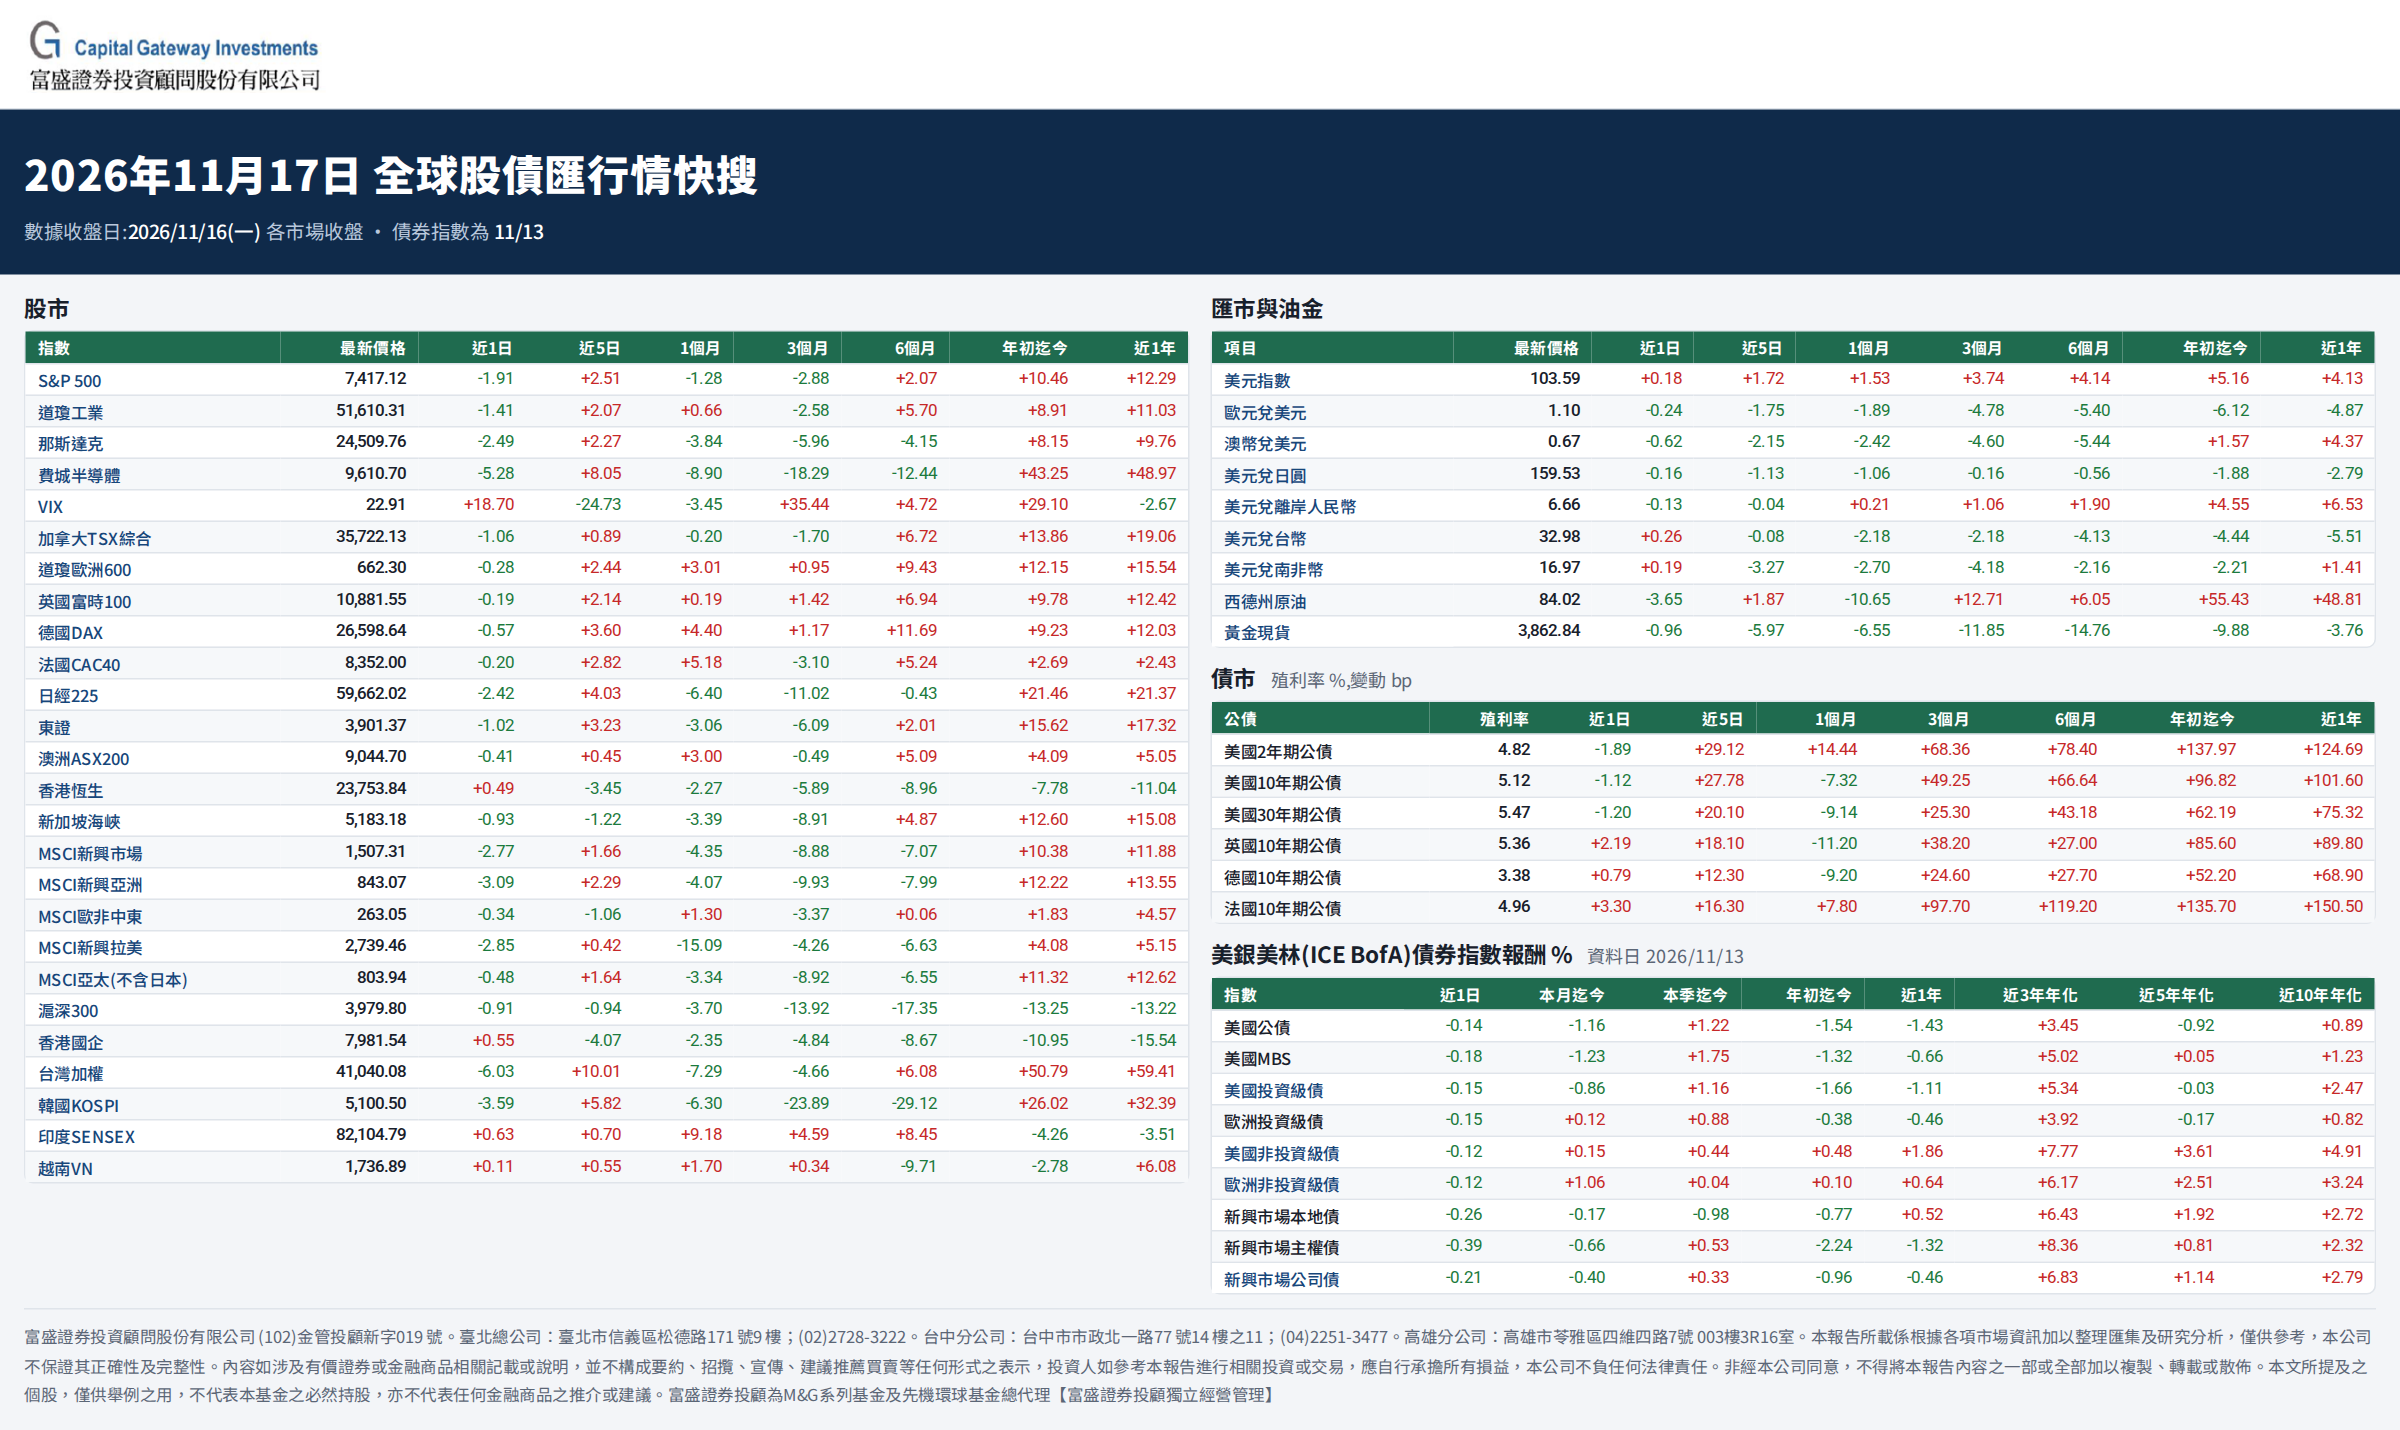 Capital Gateway Investments
富盛證券投資顧問股份有限公司
2026年11月17日 全球股債匯行情快搜
數據收盤日:2026/11/16(一) 各市場收盤 • 債券指數為 11/13
股市
指數 最新價格 近1日 近5日 1個月 3個月 6個月 年初迄今 近1年
S&P 500 7,417.12 -1.91 +2.51 -1.28 -2.88 +2.07 +10.46 +12.29
道瓊工業 51,610.31 -1.41 +2.07 +0.66 -2.58 +5.70 +8.91 +11.03
那斯達克 24,509.76 -2.49 +2.27 -3.84 -5.96 -4.15 +8.15 +9.76
費城半導體 9,610.70 -5.28 +8.05 -8.90 -18.29 -12.44 +43.25 +48.97
VIX 22.91 +18.70 -24.73 -3.45 +35.44 +4.72 +29.10 -2.67
加拿大TSX綜合 35,722.13 -1.06 +0.89 -0.20 -1.70 +6.72 +13.86 +19.06
道瓊歐洲600 662.30 -0.28 +2.44 +3.01 +0.95 +9.43 +12.15 +15.54
英國富時100 10,881.55 -0.19 +2.14 +0.19 +1.42 +6.94 +9.78 +12.42
德國DAX 26,598.64 -0.57 +3.60 +4.40 +1.17 +11.69 +9.23 +12.03
法國CAC40 8,352.00 -0.20 +2.82 +5.18 -3.10 +5.24 +2.69 +2.43
日經225 59,662.02 -2.42 +4.03 -6.40 -11.02 -0.43 +21.46 +21.37
東證 3,901.37 -1.02 +3.23 -3.06 -6.09 +2.01 +15.62 +17.32
澳洲ASX200 9,044.70 -0.41 +0.45 +3.00 -0.49 +5.09 +4.09 +5.05
香港恆生 23,753.84 +0.49 -3.45 -2.27 -5.89 -8.96 -7.78 -11.04
新加坡海峽 5,183.18 -0.93 -1.22 -3.39 -8.91 +4.87 +12.60 +15.08
MSCI新興市場 1,507.31 -2.77 +1.66 -4.35 -8.88 -7.07 +10.38 +11.88
MSCI新興亞洲 843.07 -3.09 +2.29 -4.07 -9.93 -7.99 +12.22 +13.55
MSCI歐非中東 263.05 -0.34 -1.06 +1.30 -3.37 +0.06 +1.83 +4.57
MSCI新興拉美 2,739.46 -2.85 +0.42 -15.09 -4.26 -6.63 +4.08 +5.15
MSCI亞太(不含日本) 803.94 -0.48 +1.64 -3.34 -8.92 -6.55 +11.32 +12.62
滬深300 3,979.80 -0.91 -0.94 -3.70 -13.92 -17.35 -13.25 -13.22
香港國企 7,981.54 +0.55 -4.07 -2.35 -4.84 -8.67 -10.95 -15.54
台灣加權 41,040.08 -6.03 +10.01 -7.29 -4.66 +6.08 +50.79 +59.41
韓國KOSPI 5,100.50 -3.59 +5.82 -6.30 -23.89 -29.12 +26.02 +32.39
印度SENSEX 82,104.79 +0.63 +0.70 +9.18 +4.59 +8.45 -4.26 -3.51
越南VN 1,736.89 +0.11 +0.55 +1.70 +0.34 -9.71 -2.78 +6.08
匯市與油金
項目 最新價格 近1日 近5日 1個月 3個月 6個月 年初迄今 近1年
美元指數 103.59 +0.18 +1.72 +1.53 +3.74 +4.14 +5.16 +4.13
歐元兌美元 1.10 -0.24 -1.75 -1.89 -4.78 -5.40 -6.12 -4.87
澳幣兌美元 0.67 -0.62 -2.15 -2.42 -4.60 -5.44 +1.57 +4.37
美元兌日圓 159.53 -0.16 -1.13 -1.06 -0.16 -0.56 -1.88 -2.79
美元兌離岸人民幣 6.66 -0.13 -0.04 +0.21 +1.06 +1.90 +4.55 +6.53
美元兌台幣 32.98 +0.26 -0.08 -2.18 -2.18 -4.13 -4.44 -5.51
美元兌南非幣 16.97 +0.19 -3.27 -2.70 -4.18 -2.16 -2.21 +1.41
西德州原油 84.02 -3.65 +1.87 -10.65 +12.71 +6.05 +55.43 +48.81
黃金現貨 3,862.84 -0.96 -5.97 -6.55 -11.85 -14.76 -9.88 -3.76
債市 殖利率 %,變動 bp
公債 殖利率 近1日 近5日 1個月 3個月 6個月 年初迄今 近1年
美國2年期公債 4.82 -1.89 +29.12 +14.44 +68.36 +78.40 +137.97 +124.69
美國10年期公債 5.12 -1.12 +27.78 -7.32 +49.25 +66.64 +96.82 +101.60
美國30年期公債 5.47 -1.20 +20.10 -9.14 +25.30 +43.18 +62.19 +75.32
英國10年期公債 5.36 +2.19 +18.10 -11.20 +38.20 +27.00 +85.60 +89.80
德國10年期公債 3.38 +0.79 +12.30 -9.20 +24.60 +27.70 +52.20 +68.90
法國10年期公債 4.96 +3.30 +16.30 +7.80 +97.70 +119.20 +135.70 +150.50
美銀美林(ICE BofA)債券指數報酬 % 資料日 2026/11/13
指數 近1日 本月迄今 本季迄今 年初迄今 近1年 近3年年化 近5年年化 近10年年化
美國公債 -0.14 -1.16 +1.22 -1.54 -1.43 +3.45 -0.92 +0.89
美國MBS -0.18 -1.23 +1.75 -1.32 -0.66 +5.02 +0.05 +1.23
美國投資級債 -0.15 -0.86 +1.16 -1.66 -1.11 +5.34 -0.03 +2.47
歐洲投資級債 -0.15 +0.12 +0.88 -0.38 -0.46 +3.92 -0.17 +0.82
美國非投資級債 -0.12 +0.15 +0.44 +0.48 +1.86 +7.77 +3.61 +4.91
歐洲非投資級債 -0.12 +1.06 +0.04 +0.10 +0.64 +6.17 +2.51 +3.24
新興市場本地債 -0.26 -0.17 -0.98 -0.77 +0.52 +6.43 +1.92 +2.72
新興市場主權債 -0.39 -0.66 +0.53 -2.24 -1.32 +8.36 +0.81 +2.32
新興市場公司債 -0.21 -0.40 +0.33 -0.96 -0.46 +6.83 +1.14 +2.79
富盛證券投資顧問股份有限公司 (102)金管投顧新字019 號。臺北總公司：臺北市信義區松德路171 號9 樓；(02)2728-3222。台中分公司：台中市市政北一路77 號14 樓之11；(04)2251-3477。高雄分公司：高雄市苓雅區四維四路7號 003樓3R16室。本報告所載係根據各項市場資訊加以整理匯集及研究分析，僅供參考，本公司
不保證其正確性及完整性。內容如涉及有價證券或金融商品相關記載或說明，並不構成要約、招攬、宣傳、建議推薦買賣等任何形式之表示，投資人如參考本報告進行相關投資或交易，應自行承擔所有損益，本公司不負任何法律責任。非經本公司同意，不得將本報告內容之一部或全部加以複製、轉載或散佈。本文所提及之
個股，僅供舉例之用，不代表本基金之必然持股，亦不代表任何金融商品之推介或建議。富盛證券投顧為M&G系列基金及先機環球基金總代理【富盛證券投顧獨立經營管理】